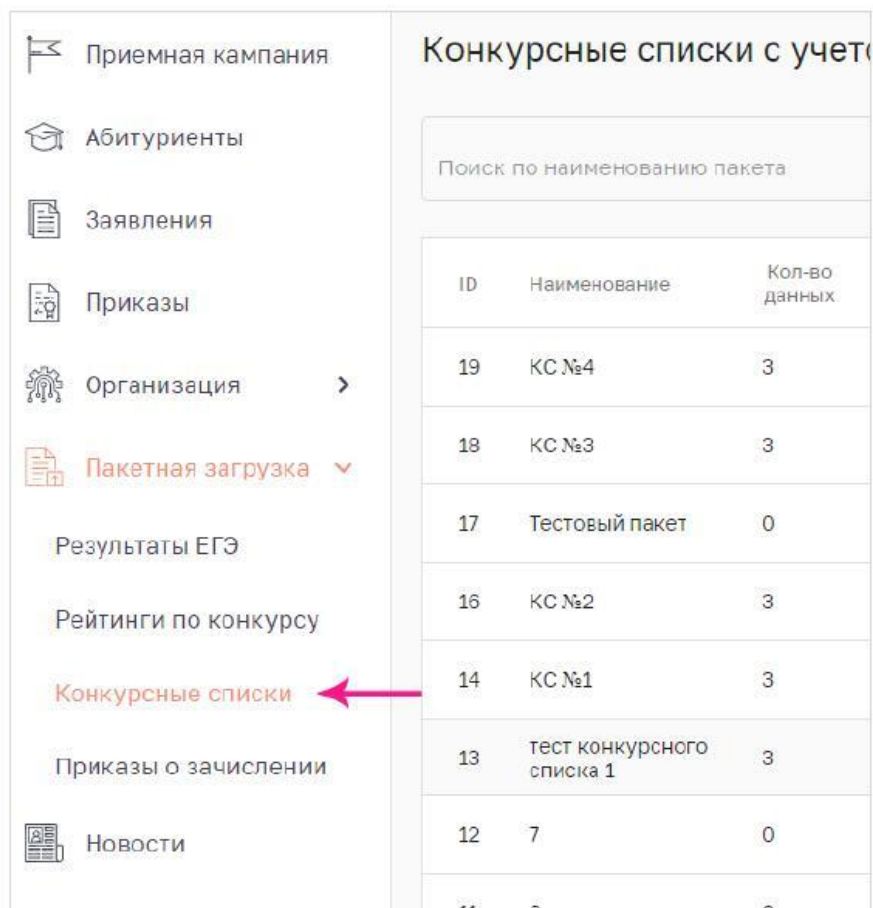 Приемная кампания
Абитуриенты
Заявления
Приказы
Организация
Пакетная загрузка
Результаты ЕГЭ
Рейтинги по конкурсу
Конкурсные списки
Приказы о зачислении
Новости
Конкурсные списки с учет
Поиск по наименованию пакета
ID Наименование Кол-во
данных
19 КС №4 3
18 КС №3 3
17 Тестовый пакет 0
16 КС №2 3
14 КС №1 3
13 тест конкурсного
списка 1 3
12 7 0